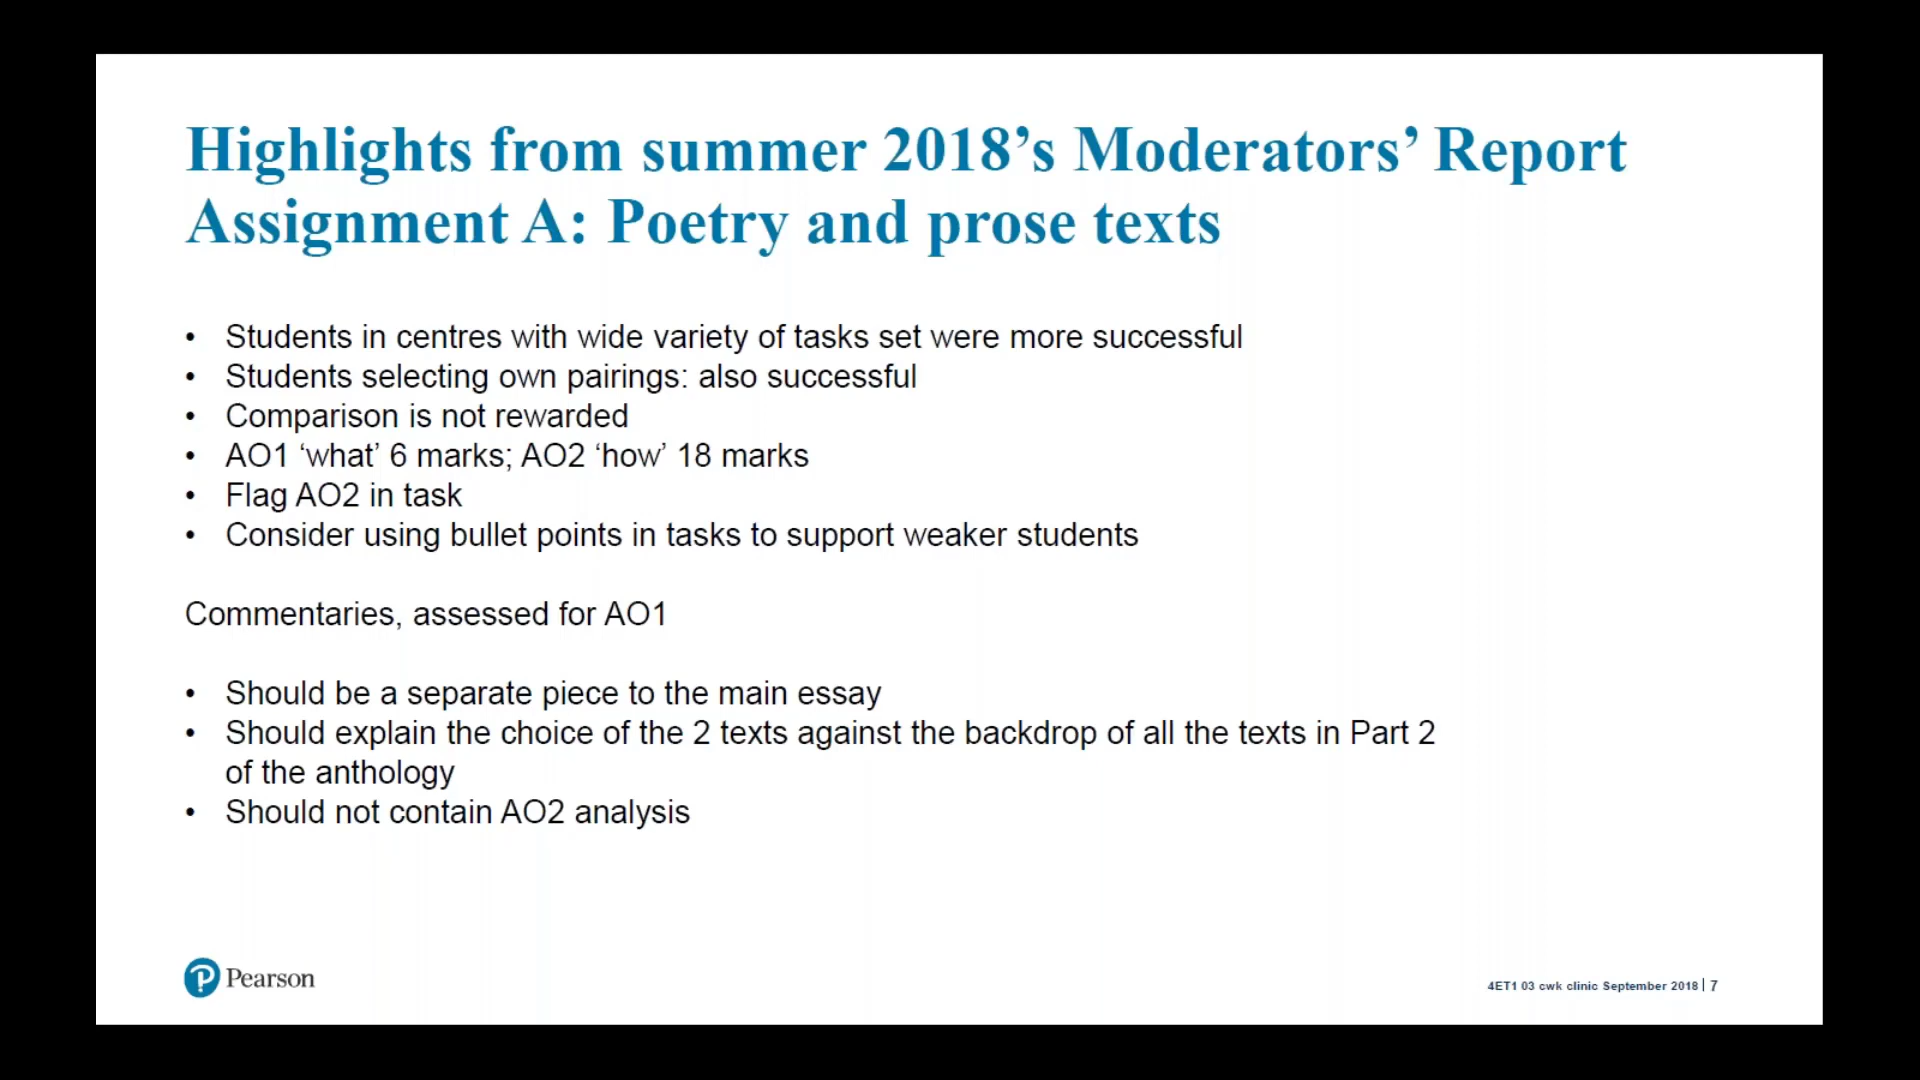 Highlights from summer 2018’s Moderators’ Report
Assignment A: Poetry and prose texts
• Students in centres with wide variety of tasks set were more successful
• Students selecting own pairings: also successful
• Comparison is not rewarded
• AO1 ‘what’ 6 marks; AO2 ‘how’ 18 marks
• Flag AO2 in task
• Consider using bullet points in tasks to support weaker students
Commentaries, assessed for AO1
• Should be a separate piece to the main essay
• Should explain the choice of the 2 texts against the backdrop of all the texts in Part 2
of the anthology
• Should not contain AO2 analysis
Pearson
4ET1 03 cwk clinic September 2018 | 7